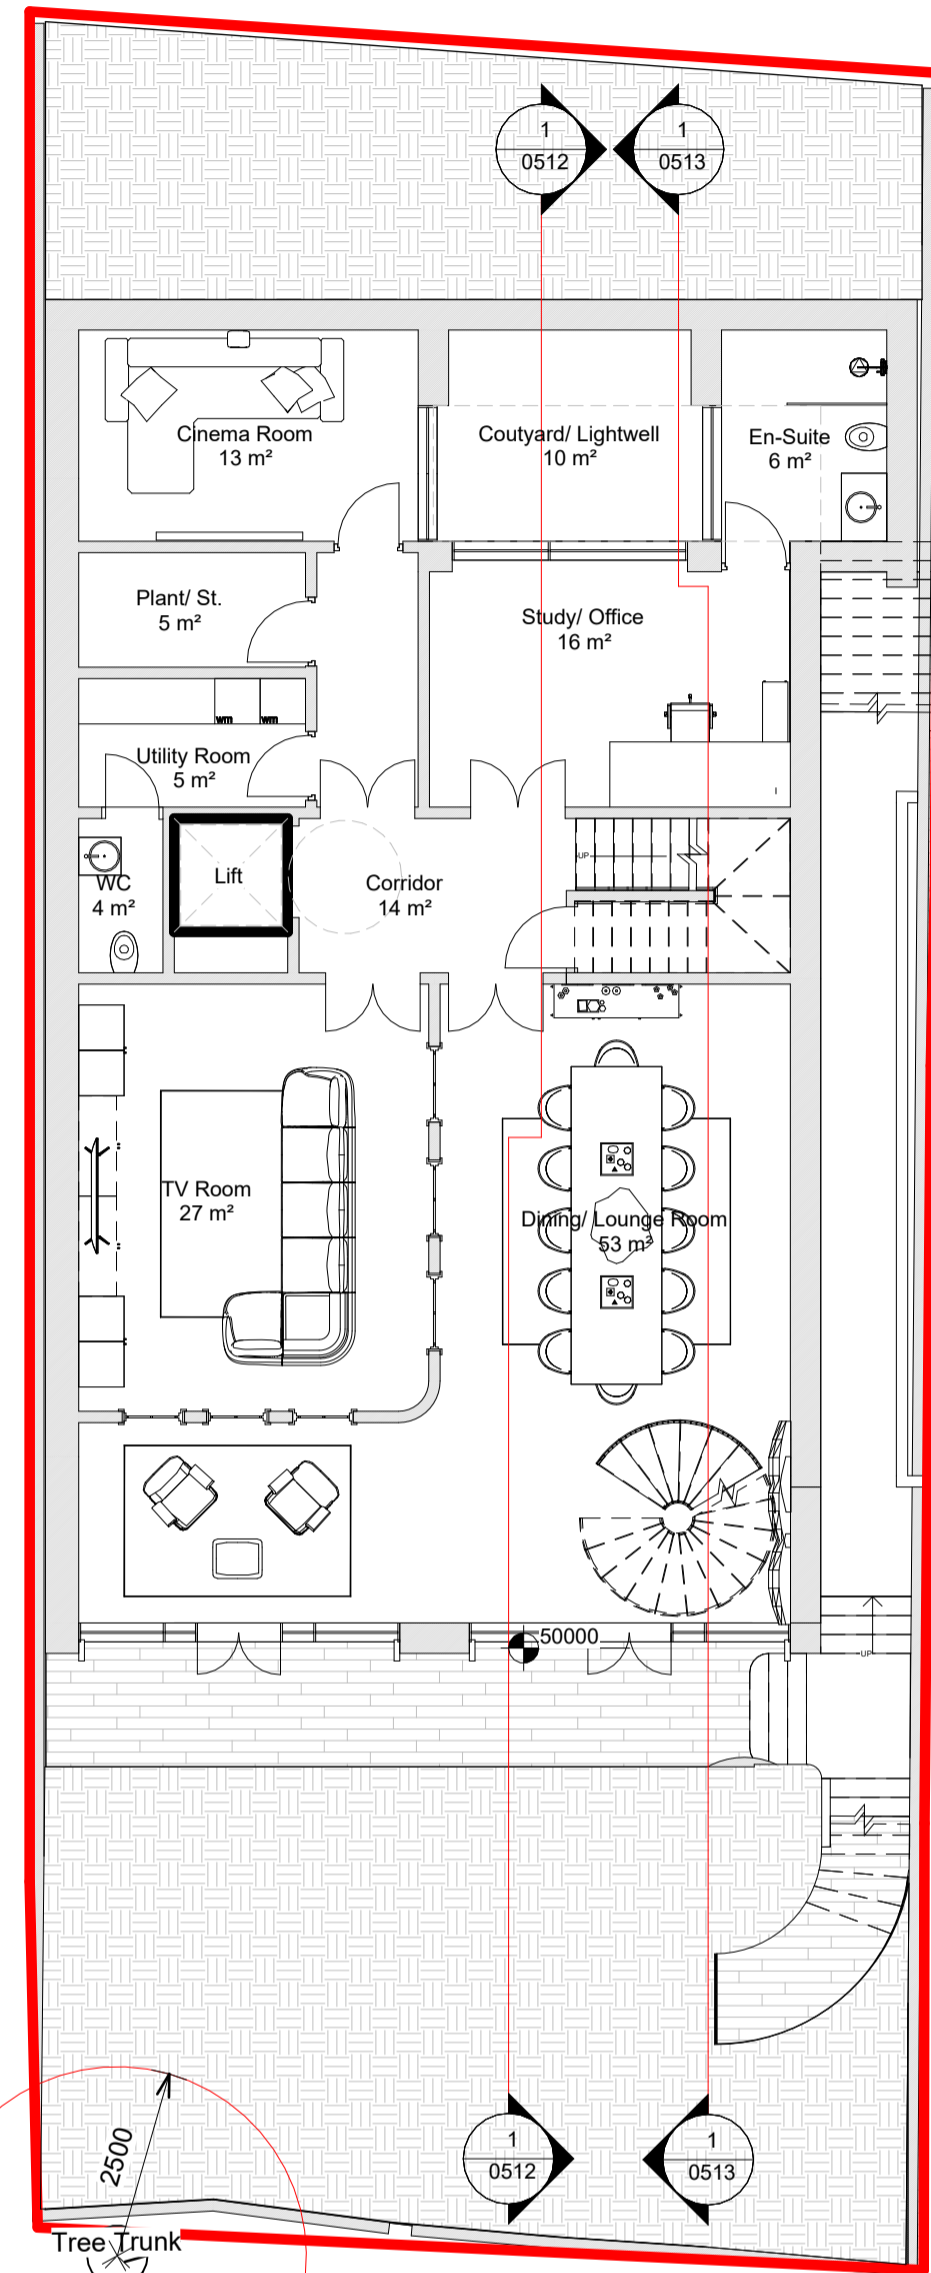 1
0512
1
0513
Cinema Room
13 m²
Coutyard/ Lightwell
10 m²
En-Suite
6 m²
Plant/ St.
5 m²
Study/ Office
16 m²
wm
wm
Utility Room
5 m²
WC
4 m²
Lift
Corridor
14 m²
UP
TV Room
27 m²
Dining/ Lounge Room
53 m²
50000
UP
2500
1
0512
1
0513
Tree Trunk